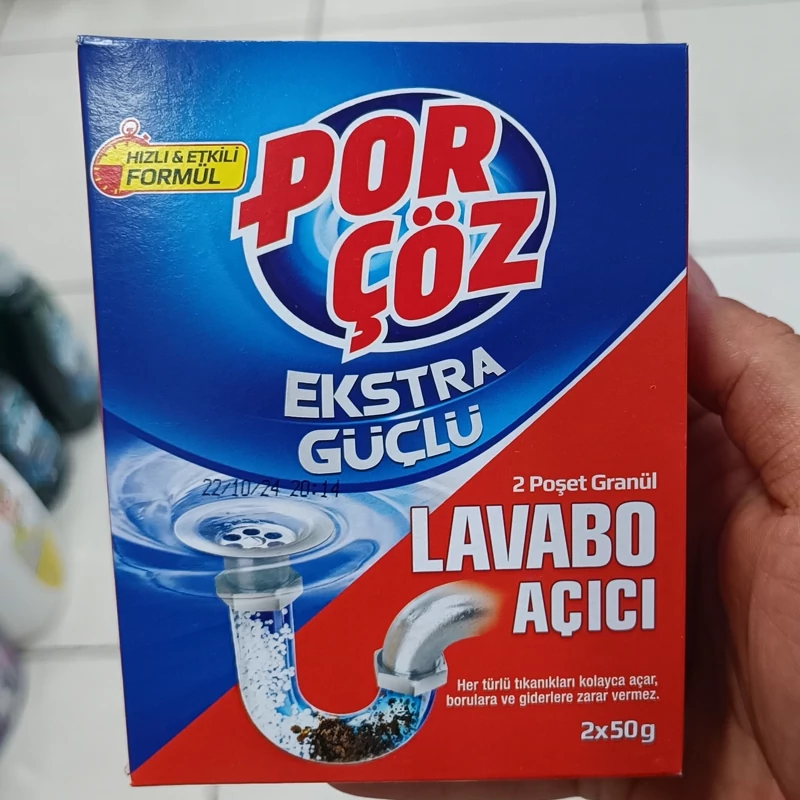 HIZLI & ETKİLİ
FORMÜL
POR
ÇÖZ
EKSTRA
GÜÇLÜ
22/10/24 20:14
2 Poşet Granül
LAVABO
AÇICI
Her türlü tıkanıkları kolayca açar,
borulara ve giderlere zarar vermez.
2x50g